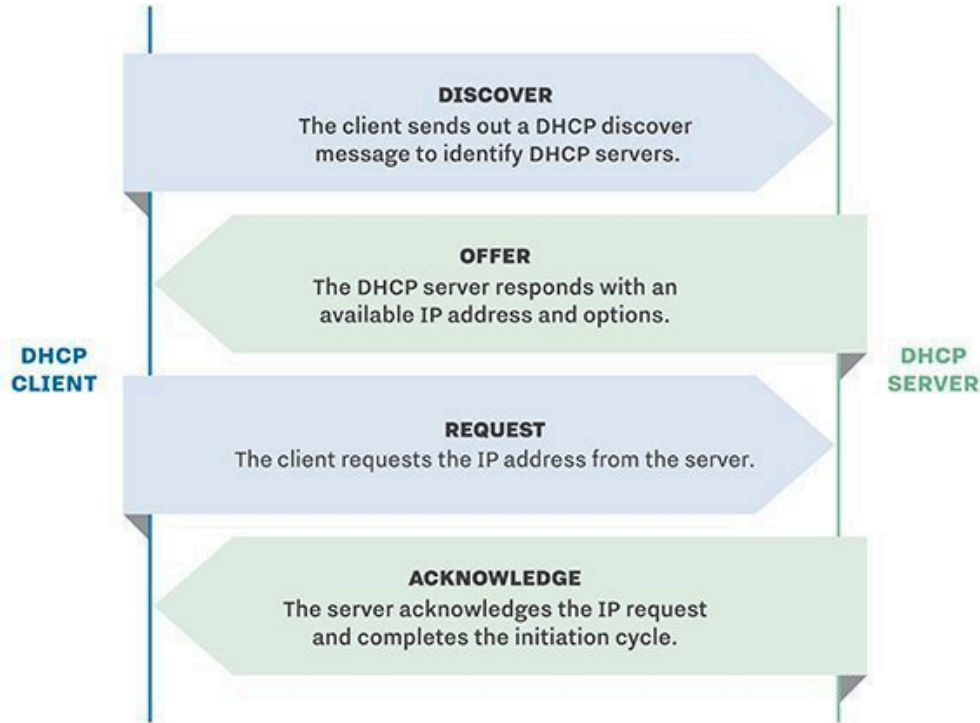 DISCOVER
The client sends out a DHCP discover
message to identify DHCP servers.
OFFER
The DHCP server responds with an
available IP address and options.
DHCP
CLIENT
DHCP
SERVER
REQUEST
The client requests the IP address from the server.
ACKNOWLEDGE
The server acknowledges the IP request
and completes the initiation cycle.